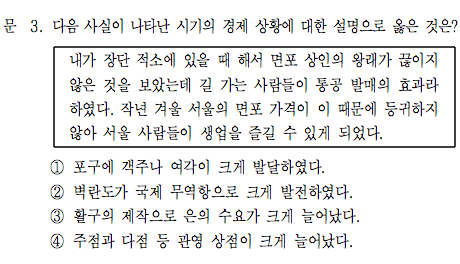 문 3. 다음 사실이 나타난 시기의 경제 상황에 대한 설명으로 옳은 것은?
내가 장단 적소에 있을 때 해서 면포 상인의 왕래가 끊이지
않은 것을 보았는데 길 가는 사람들이 통공 발매의 효과라
하였다. 작년 겨울 서울의 면포 가격이 이 때문에 등귀하지
않아 서울 사람들이 생업을 즐길 수 있게 되었다.
① 포구에 객주나 여각이 크게 발달하였다.
② 벽란도가 국제 무역항으로 크게 발전하였다.
③ 활구의 제작으로 은의 수요가 크게 늘어났다.
④ 주점과 다점 등 관영 상점이 크게 늘어났다.